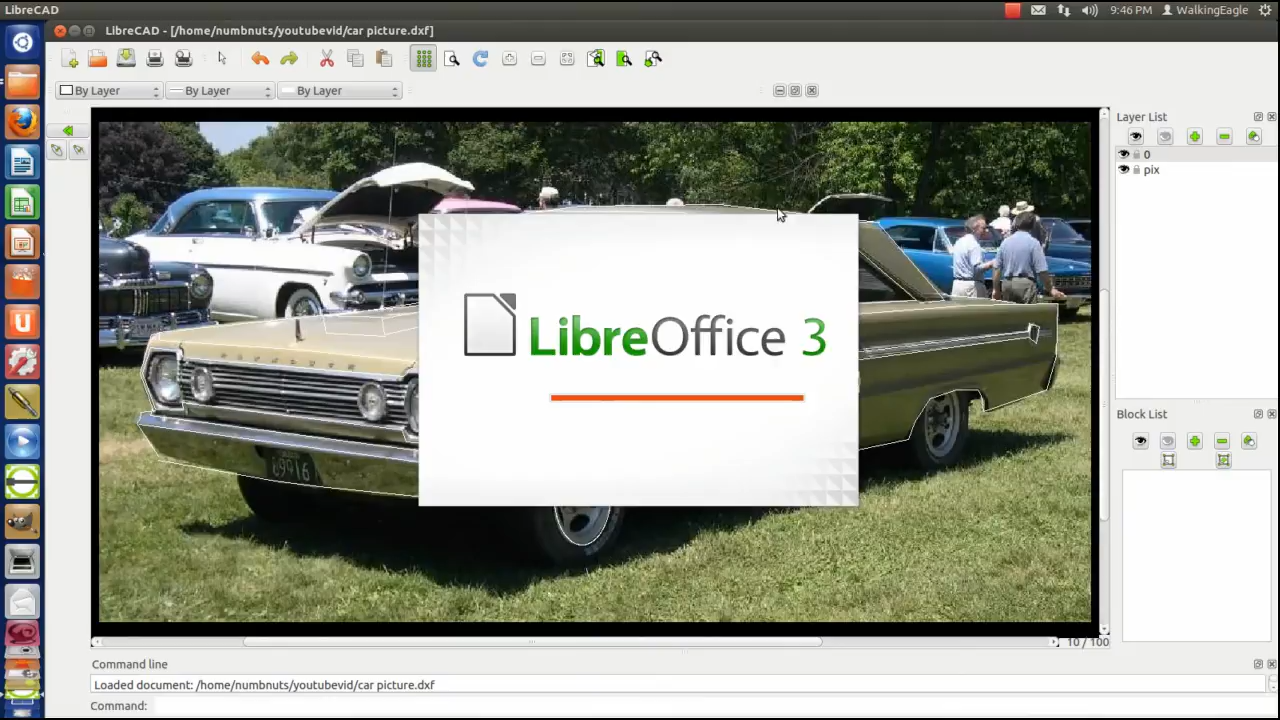 LibreCAD
9:46 PM
WalkingEagle
LibreCAD - [/home/numbnuts/youtubevid/car picture.dxf]
By Layer
By Layer
By Layer
Layer List
0
pix
LibreOffice 3
Block List
10 / 100
Command line
Loaded document: /home/numbnuts/youtubevid/car picture.dxf
Command: